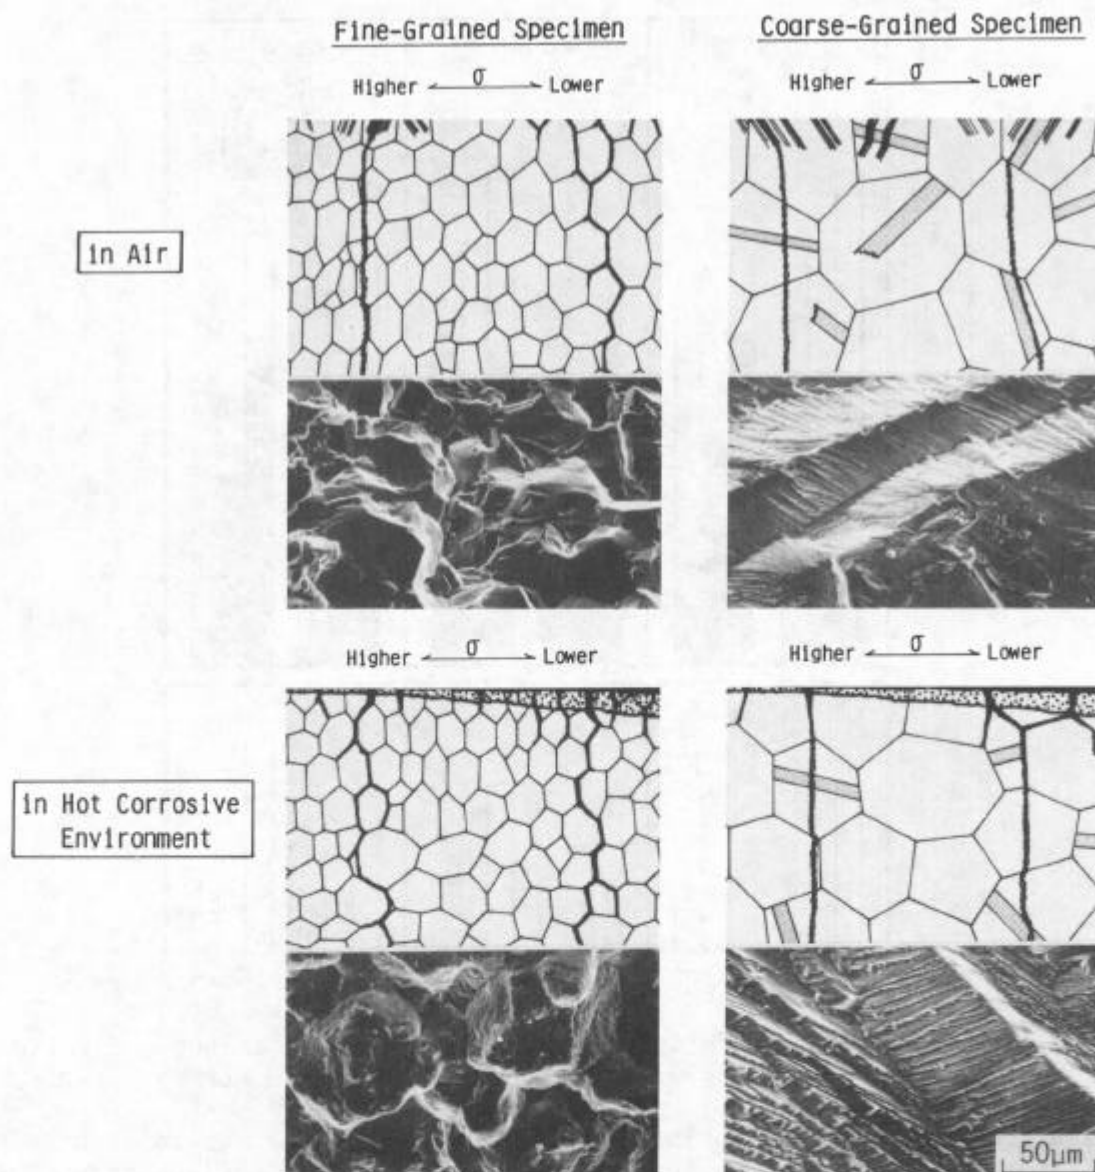 Fine-Grained Specimen
Coarse-Grained Specimen
Higher ← σ → Lower
Higher ← σ → Lower
in Air
Higher ← σ → Lower
Higher ← σ → Lower
in Hot Corrosive
Environment
50μm